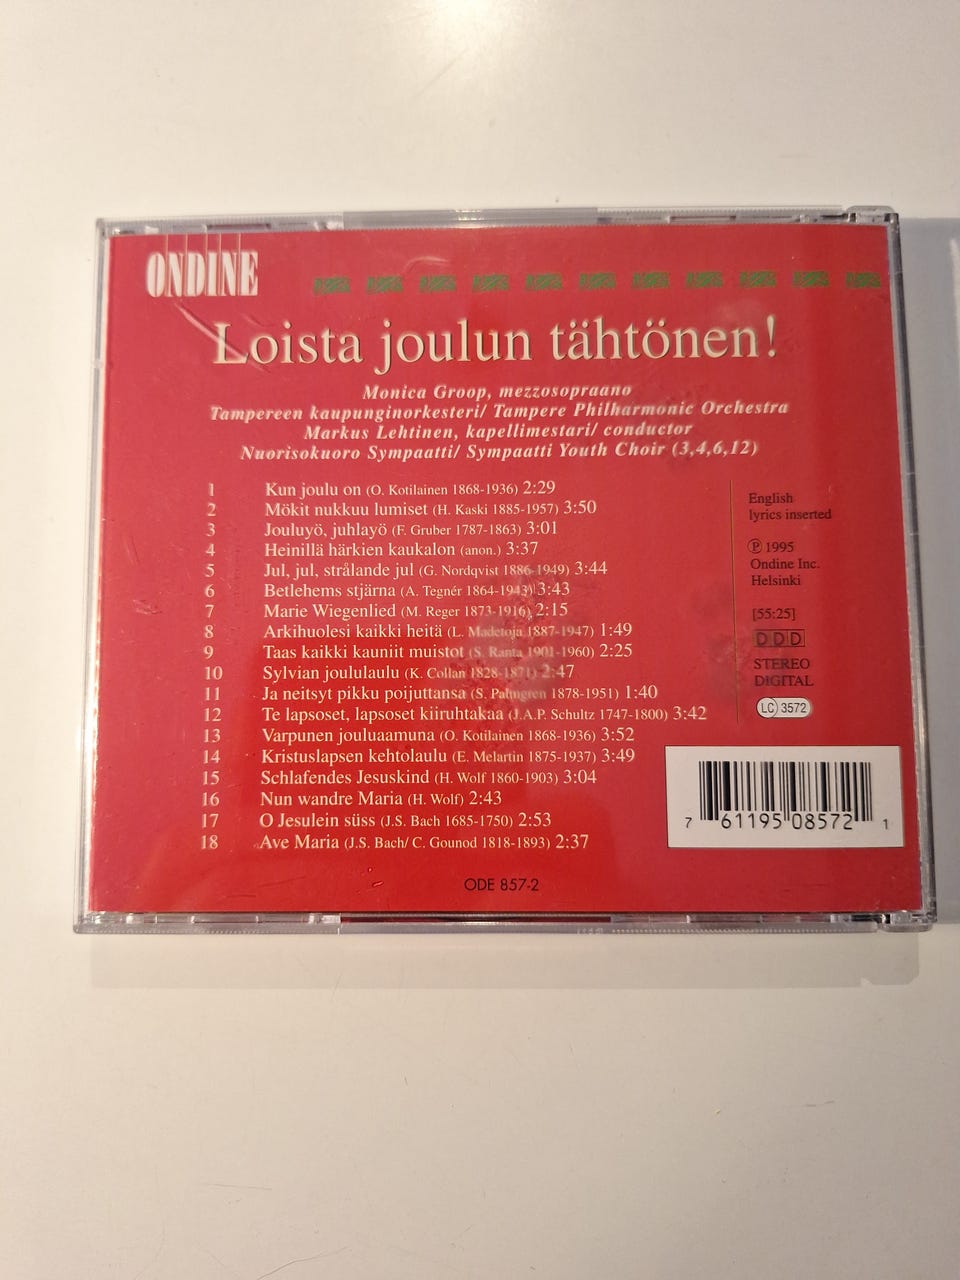 ONDINE
Loista joulun tähtönen!
Monica Groop, mezzosopraano
Tampereen kaupunginorkesteri/ Tampere Philharmonic Orchestra
Markus Lehtinen, kapellimestari/ conductor
Nuorisokuoro Sympaatti/ Sympaatti Youth Choir (3,4,6,12)
1 Kun joulu on (O. Kotilainen 1868-1936) 2:29
2 Mökit nukkuu lumiset (H. Kaski 1885-1957) 3:50
3 Jouluyö, juhlayö (F. Gruber 1787-1863) 3:01
4 Heinillä härkien kaukalon (anon.) 3:37
5 Jul, jul, strålande jul (G. Nordqvist 1886-1949) 3:44
6 Betlehems stjärna (A. Tegnér 1864-1943) 3:43
7 Marie Wiegenlied (M. Reger 1873-1916) 2:15
8 Arkihuolesi kaikki heitä (L. Madetoja 1887-1947) 1:49
9 Taas kaikki kauniit muistot (S. Ranta 1901-1960) 2:25
10 Sylvian joululaulu (K. Collan 1828-1871) 2:47
11 Ja neitsyt pikku poijuttansa (S. Palmgren 1878-1951) 1:40
12 Te lapsoset, lapsoset kiiruhtakaa (J.A.P. Schultz 1747-1800) 3:42
13 Varpunen jouluaamuna (O. Kotilainen 1868-1936) 3:52
14 Kristuslapsen kehtolaulu (E. Melartin 1875-1937) 3:49
15 Schlafendes Jesuskind (H. Wolf 1860-1903) 3:04
16 Nun wandre Maria (H. Wolf) 2:43
17 O Jesulein süss (J.S. Bach 1685-1750) 2:53
18 Ave Maria (J.S. Bach/ C. Gounod 1818-1893) 2:37
English
lyrics inserted
℗ 1995
Ondine Inc.
Helsinki
[55:25]
DDD
STEREO
DIGITAL
LC 3572
7 61195 08572 1
ODE 857-2